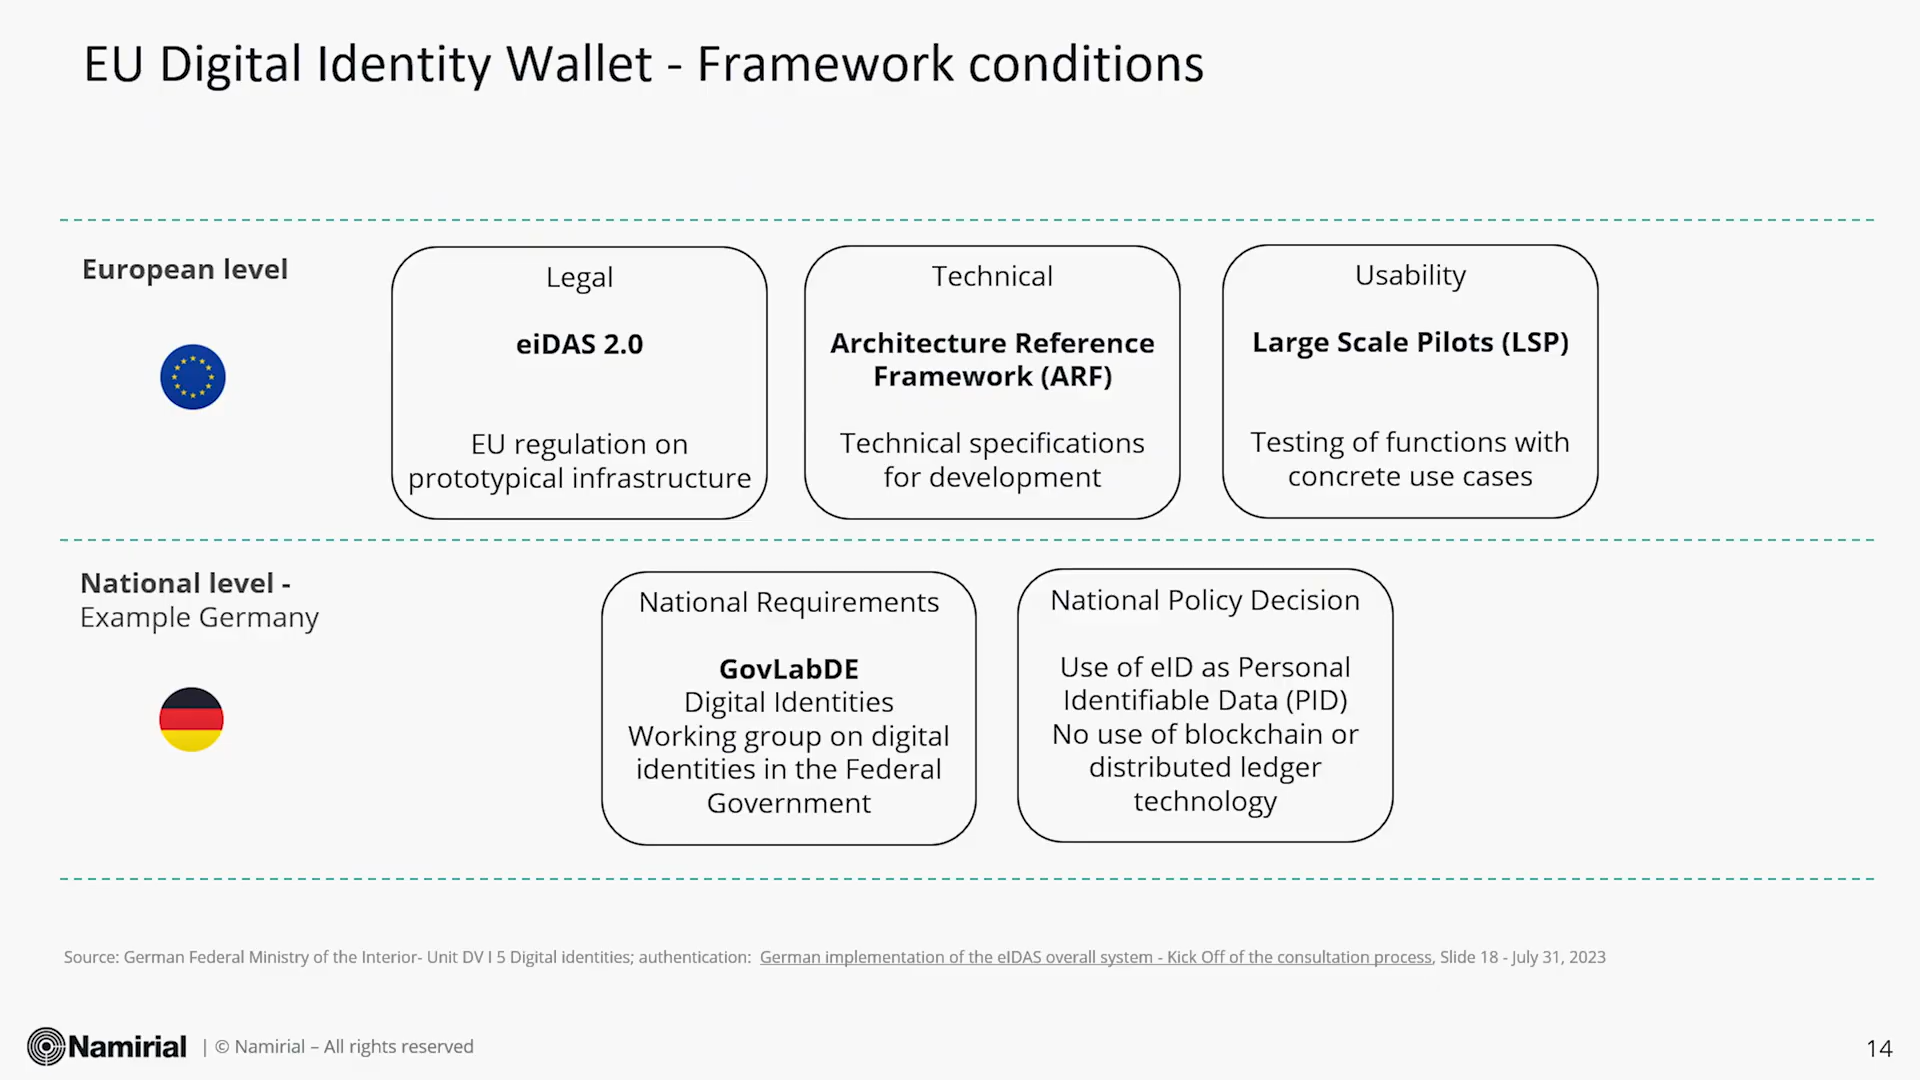 EU Digital Identity Wallet - Framework conditions
European level
Legal
eiDAS 2.0
EU regulation on
prototypical infrastructure
Technical
Architecture Reference
Framework (ARF)
Technical specifications
for development
Usability
Large Scale Pilots (LSP)
Testing of functions with
concrete use cases
National level -
Example Germany
National Requirements
GovLabDE
Digital Identities
Working group on digital
identities in the Federal
Government
National Policy Decision
Use of eID as Personal
Identifiable Data (PID)
No use of blockchain or
distributed ledger
technology
Source: German Federal Ministry of the Interior- Unit DV I 5 Digital identities; authentication: German implementation of the eIDAS overall system - Kick Off of the consultation process, Slide 18 - July 31, 2023
Namirial | © Namirial – All rights reserved
14